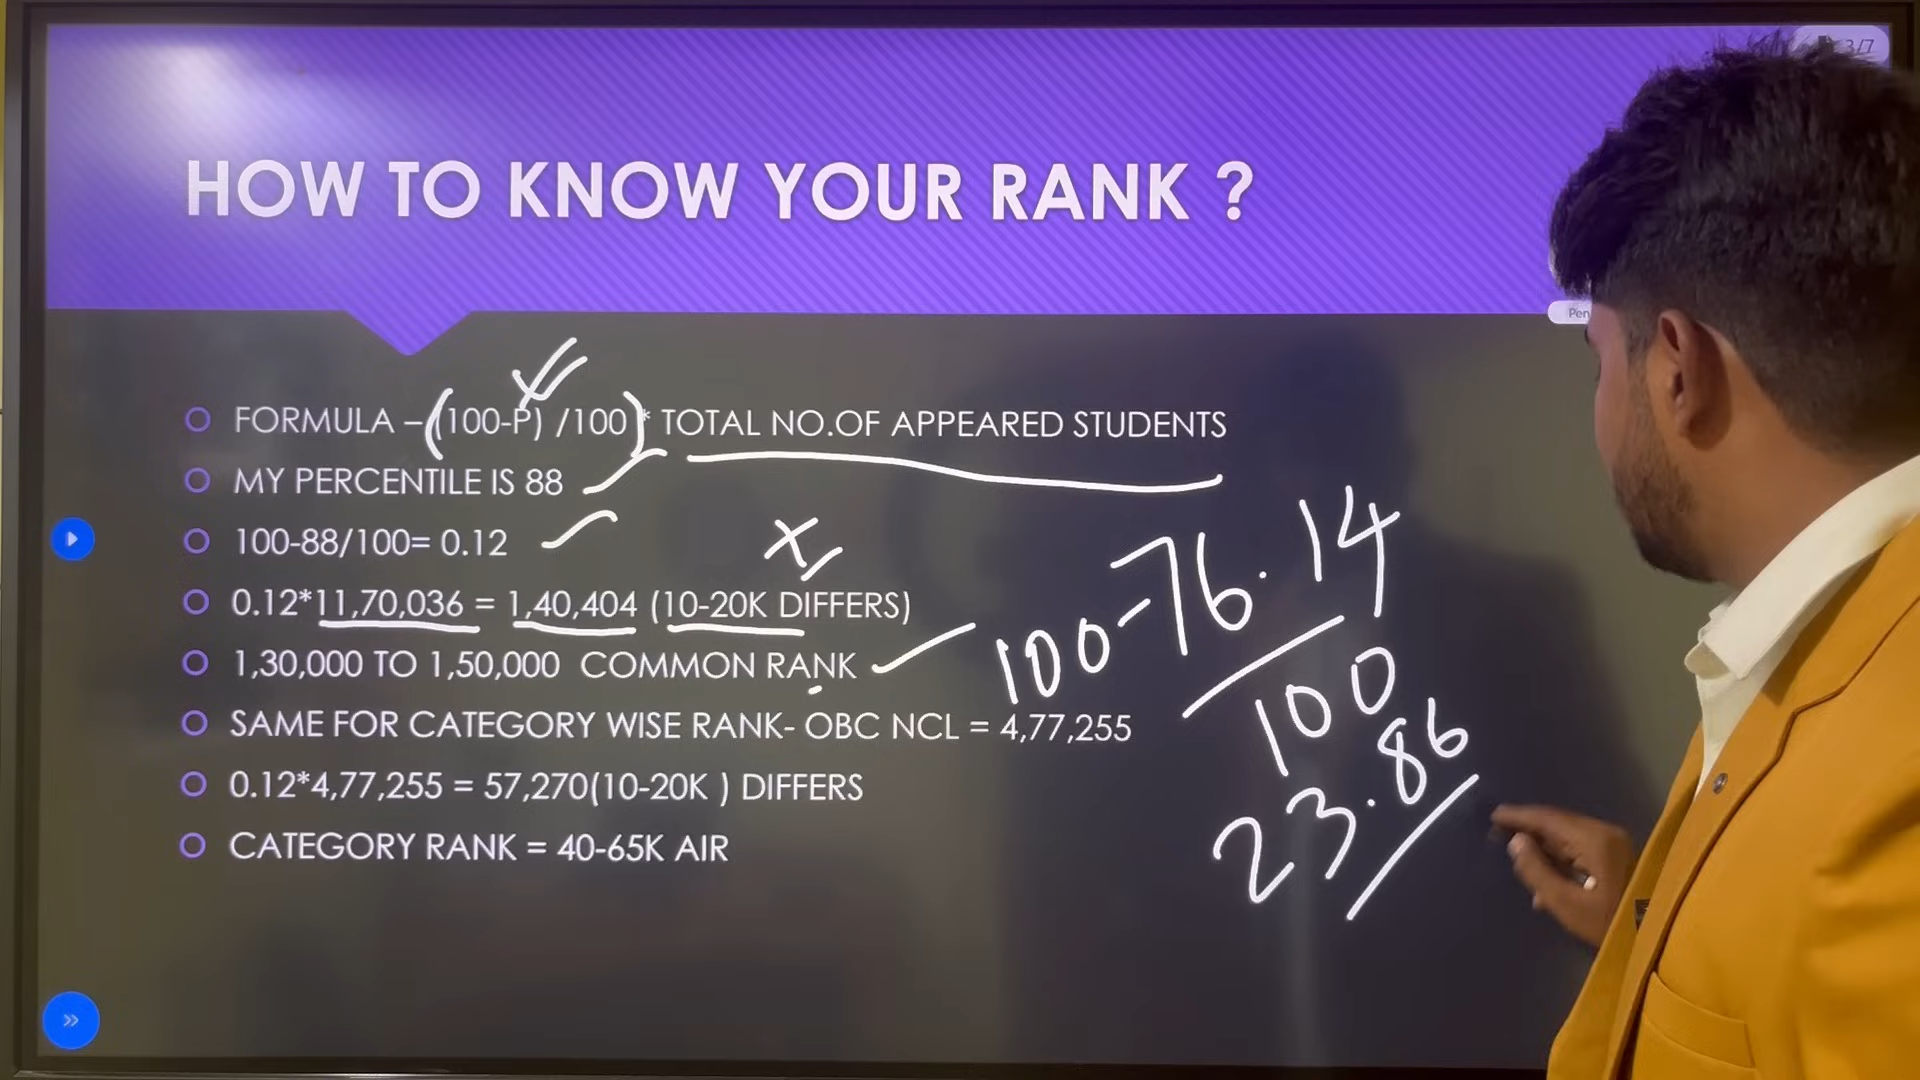 3/7
HOW TO KNOW YOUR RANK ?
Pen
FORMULA –(100-P) /100)* TOTAL NO.OF APPEARED STUDENTS
MY PERCENTILE IS 88
100-88/100= 0.12
0.12*11,70,036 = 1,40,404 (10-20K DIFFERS)
1,30,000 TO 1,50,000 COMMON RANK
SAME FOR CATEGORY WISE RANK- OBC NCL = 4,77,255
0.12*4,77,255 = 57,270(10-20K ) DIFFERS
CATEGORY RANK = 40-65K AIR
100-76.14
100
23.86